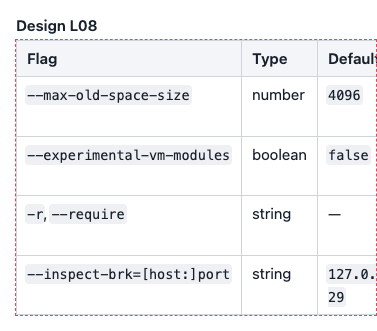 Design L08
Flag Type Default
--max-old-space-size number 4096
--experimental-vm-modules boolean false
-r, --require string —
--inspect-brk=[host:]port string 127.0.
29